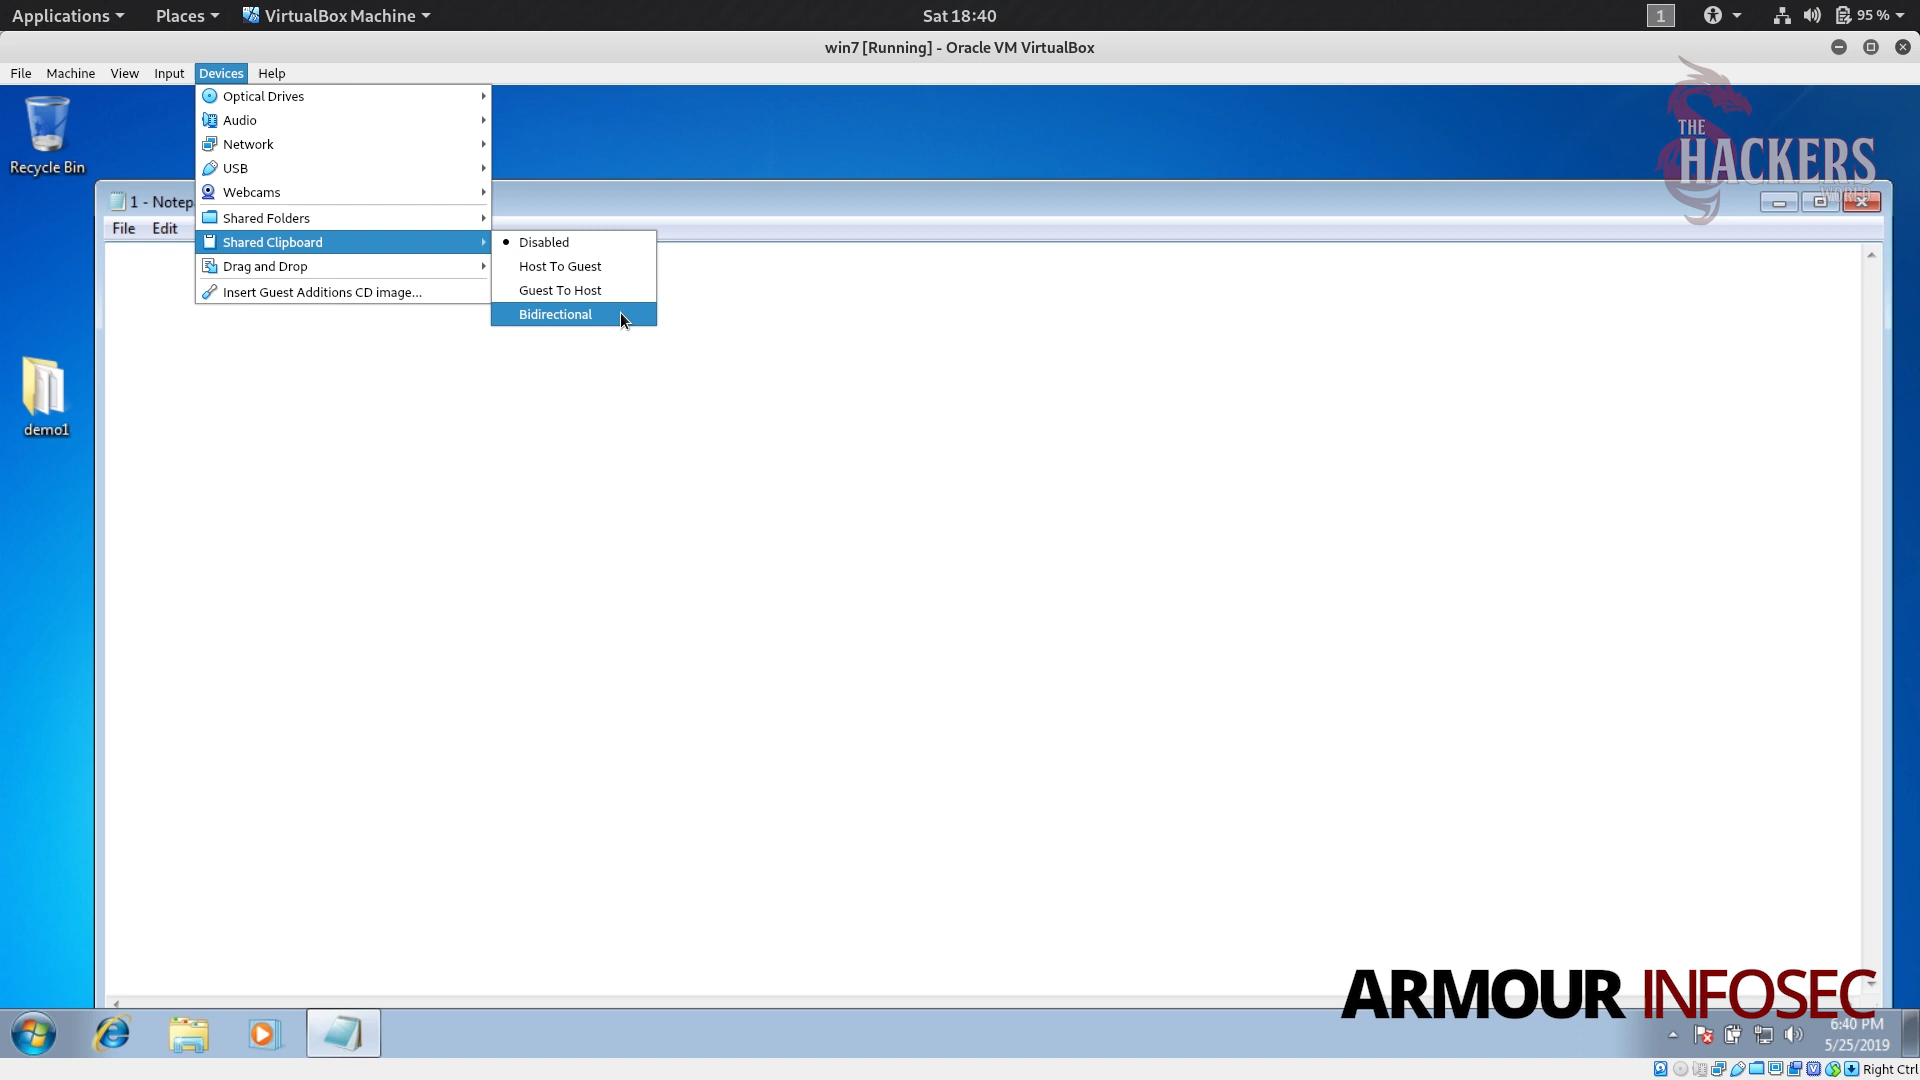 Applications Places VirtualBox Machine Sat 18:40 1 95 %
win7 [Running] - Oracle VM VirtualBox
File Machine View Input Devices Help
Optical Drives
Audio
Network
USB
Webcams
Shared Folders
Shared Clipboard
Drag and Drop
Insert Guest Additions CD image...
Disabled
Host To Guest
Guest To Host
Bidirectional
Recycle Bin
demo1
1 - Notep
File Edit
THE
HACKERS
WORLD
ARMOUR INFOSEC
6:40 PM
5/25/2019
Right Ctrl